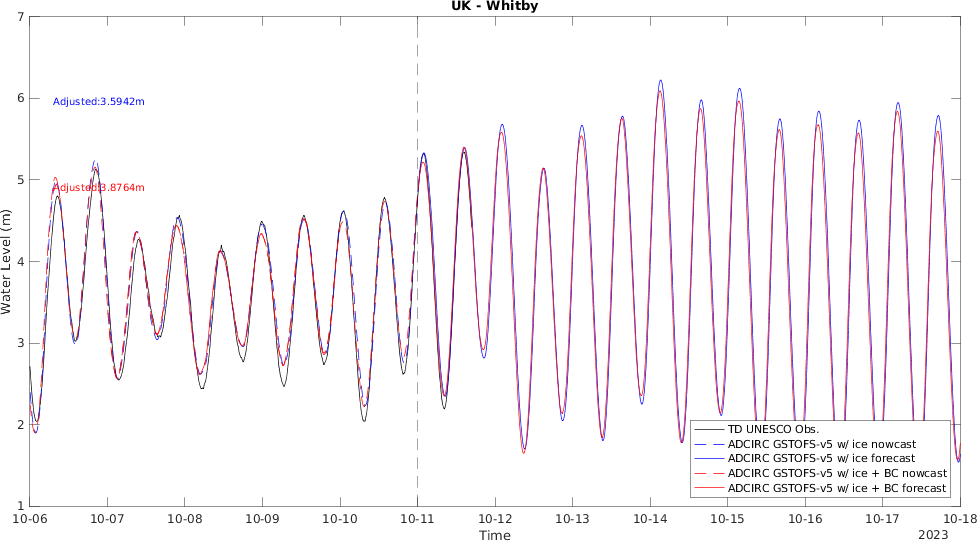 UK - Whitby
7
6
5
4
3
2
1
Water Level (m)
Adjusted:3.5942m
Adjusted:3.8764m
TD UNESCO Obs.
ADCIRC GSTOFS-v5 w/ ice nowcast
ADCIRC GSTOFS-v5 w/ ice forecast
ADCIRC GSTOFS-v5 w/ ice + BC nowcast
ADCIRC GSTOFS-v5 w/ ice + BC forecast
10-06 10-07 10-08 10-09 10-10 10-11 10-12 10-13 10-14 10-15 10-16 10-17 10-18
Time
2023